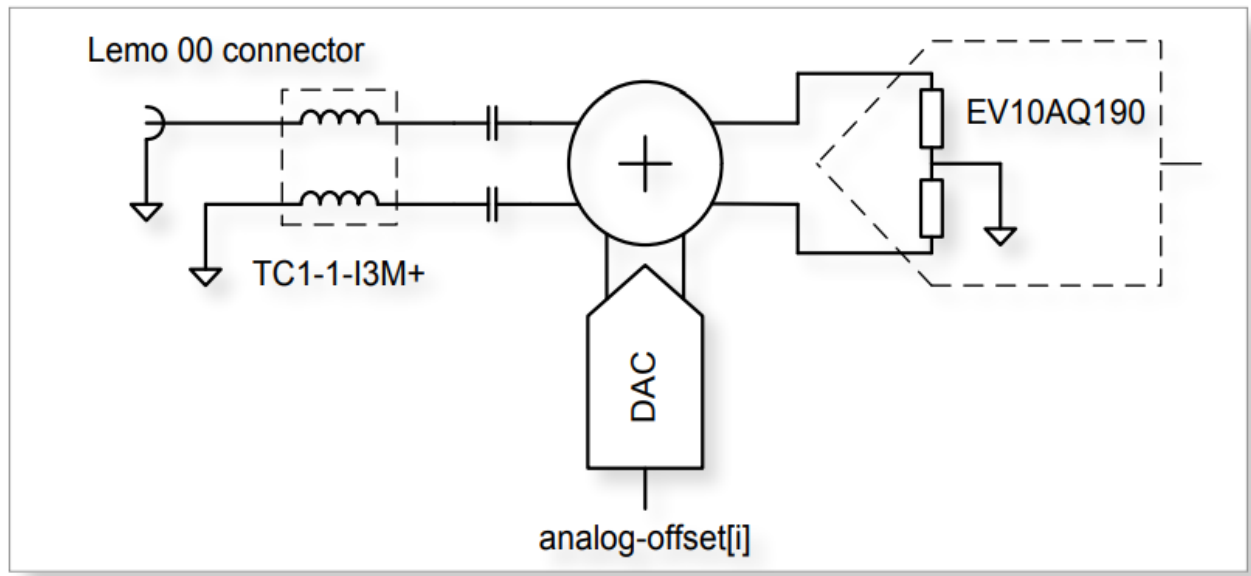 Lemo 00 connector
EV10AQ190
TC1-1-I3M+
DAC
analog-offset[i]